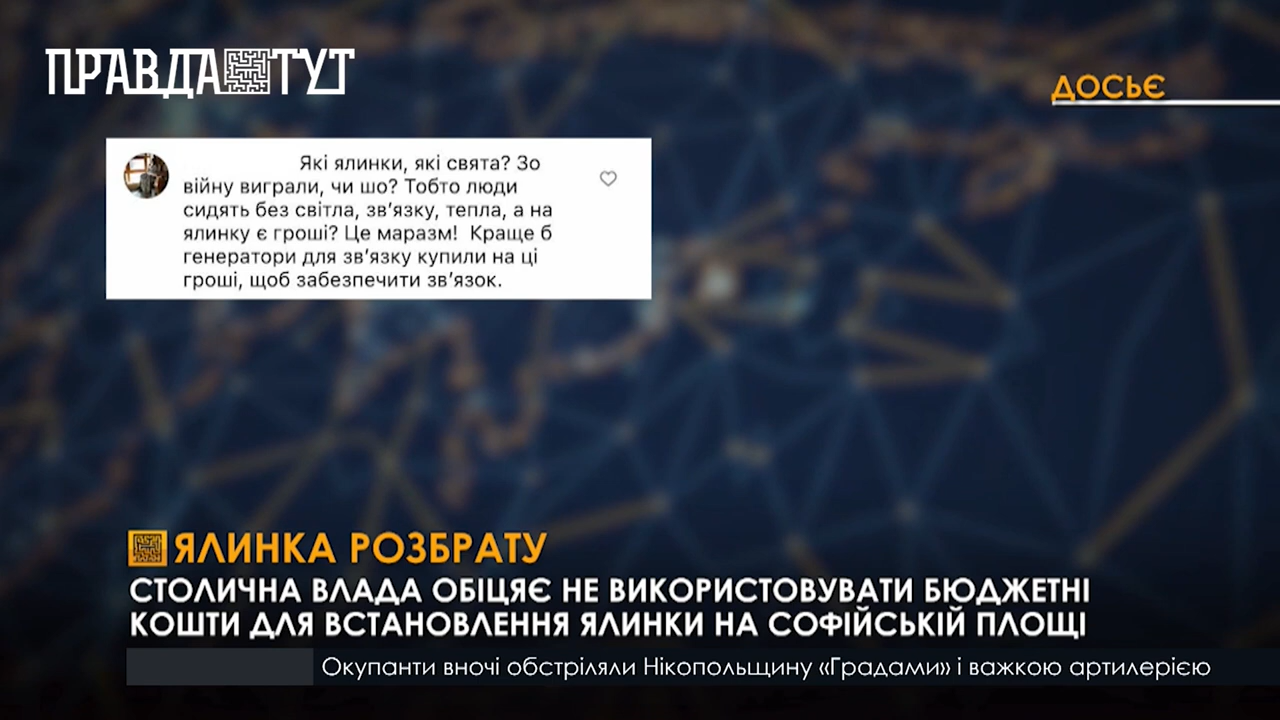 ПРАВДА ТУТ
ДОСЬЄ
Які ялинки, які свята? Зо
війну виграли, чи шо? Тобто люди
сидять без світла, зв’язку, тепла, а на
ялинку є гроші? Це маразм! Краще б
генератори для зв’язку купили на ці
гроші, щоб забезпечити зв’язок.
ЯЛИНКА РОЗБРАТУ
СТОЛИЧНА ВЛАДА ОБІЦЯЄ НЕ ВИКОРИСТОВУВАТИ БЮДЖЕТНІ
КОШТИ ДЛЯ ВСТАНОВЛЕННЯ ЯЛИНКИ НА СОФІЙСЬКІЙ ПЛОЩІ
Окупанти вночі обстріляли Нікопольщину «Градами» і важкою артилерією